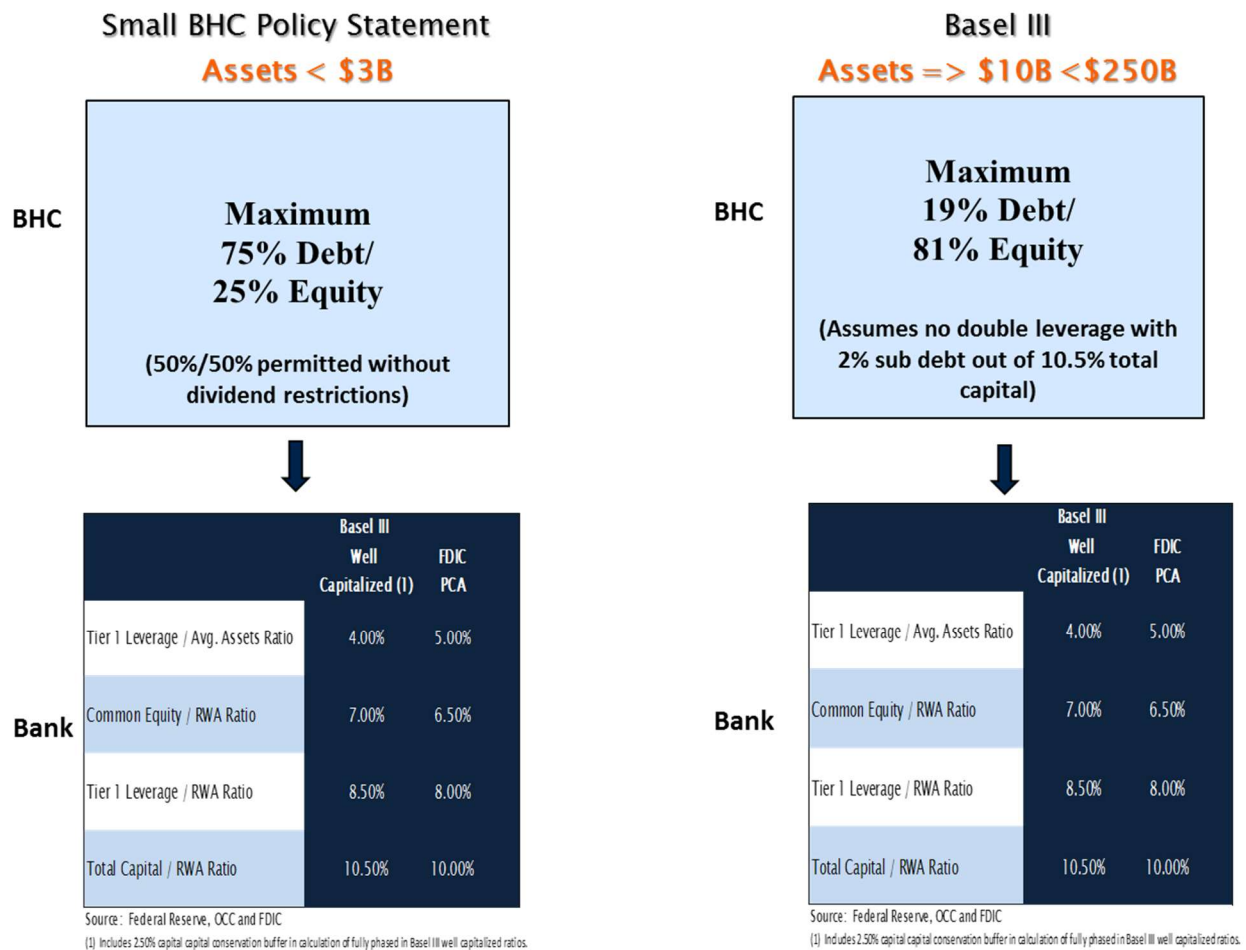 Small BHC Policy Statement
Assets < $3B
BHC
Maximum
75% Debt/
25% Equity
(50%/50% permitted without
dividend restrictions)
Basel III
Well
Capitalized (1)
FDIC
PCA
Tier 1 Leverage / Avg. Assets Ratio 4.00% 5.00%
Common Equity / RWA Ratio 7.00% 6.50%
Bank
Tier 1 Leverage / RWA Ratio 8.50% 8.00%
Total Capital / RWA Ratio 10.50% 10.00%
Source: Federal Reserve, OCC and FDIC
(1) Includes 2.50% capital capital conservation buffer in calculation of fully phased in Basel III well capitalized ratios.
Basel III
Assets => $10B <$250B
BHC
Maximum
19% Debt/
81% Equity
(Assumes no double leverage with
2% sub debt out of 10.5% total
capital)
Basel III
Well
Capitalized (1)
FDIC
PCA
Tier 1 Leverage / Avg. Assets Ratio 4.00% 5.00%
Common Equity / RWA Ratio 7.00% 6.50%
Bank
Tier 1 Leverage / RWA Ratio 8.50% 8.00%
Total Capital / RWA Ratio 10.50% 10.00%
Source: Federal Reserve, OCC and FDIC
(1) Includes 2.50% capital capital conservation buffer in calculation of fully phased in Basel III well capitalized ratios.